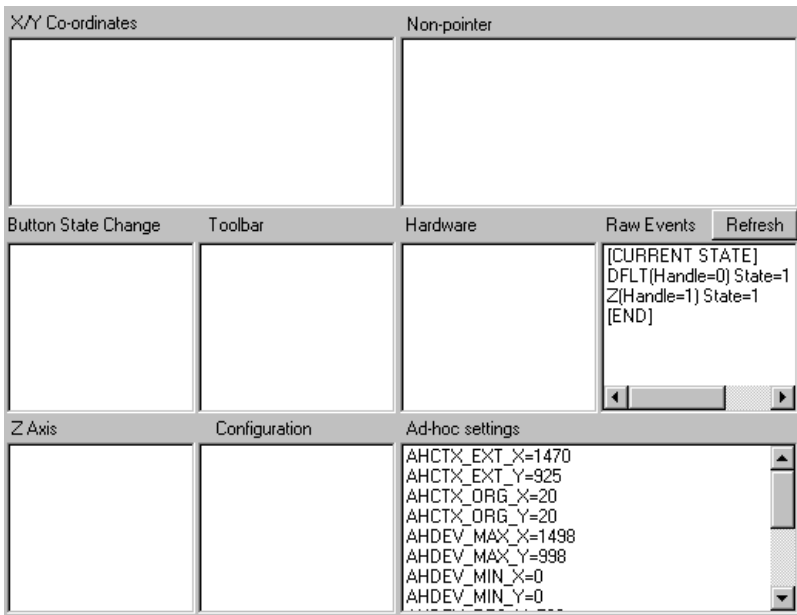 X/Y Co-ordinates
Non-pointer
Button State Change
Toolbar
Hardware
Raw Events
Refresh
[CURRENT STATE]
DFLT(Handle=0) State=1
Z(Handle=1) State=1
[END]
Z Axis
Configuration
Ad-hoc settings
AHCTX_EXT_X=1470
AHCTX_EXT_Y=925
AHCTX_ORG_X=20
AHCTX_ORG_Y=20
AHDEV_MAX_X=1498
AHDEV_MAX_Y=998
AHDEV_MIN_X=0
AHDEV_MIN_Y=0